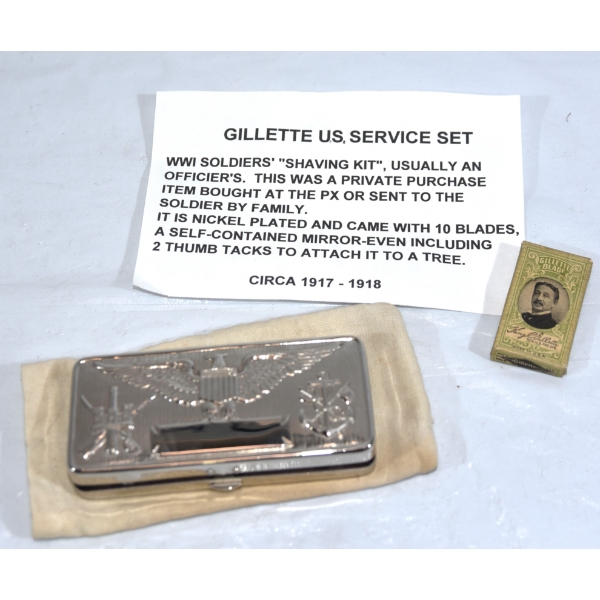 GILLETTE U.S. SERVICE SET
WWI SOLDIERS' "SHAVING KIT", USUALLY AN
OFFICIER'S. THIS WAS A PRIVATE PURCHASE
ITEM BOUGHT AT THE PX OR SENT TO THE
SOLDIER BY FAMILY.
IT IS NICKEL PLATED AND CAME WITH 10 BLADES,
A SELF-CONTAINED MIRROR-EVEN INCLUDING
2 THUMB TACKS TO ATTACH IT TO A TREE.
CIRCA 1917 - 1918
GILLETTE
BLADES